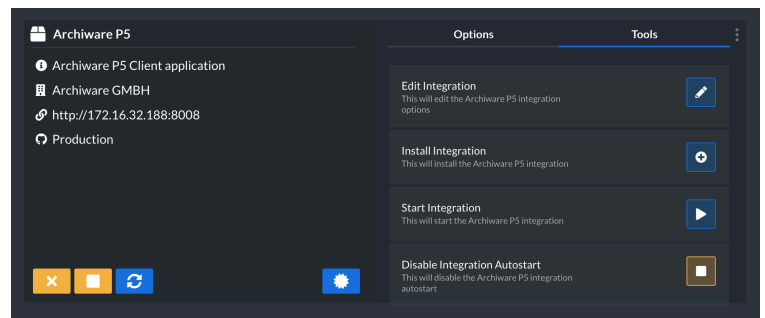 Archiware P5
Archiware P5 Client application
Archiware GMBH
http://172.16.32.188:8008
Production
Options
Tools
Edit Integration
This will edit the Archiware P5 integration
options
Install Integration
This will install the Archiware P5 integration
Start Integration
This will start the Archiware P5 integration
Disable Integration Autostart
This will disable the Archiware P5 integration
autostart